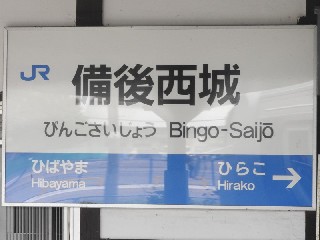 JR
備後西城
びんごさいじょう Bingo-Saijō
ひばやま ひらこ
Hibayama Hirako →